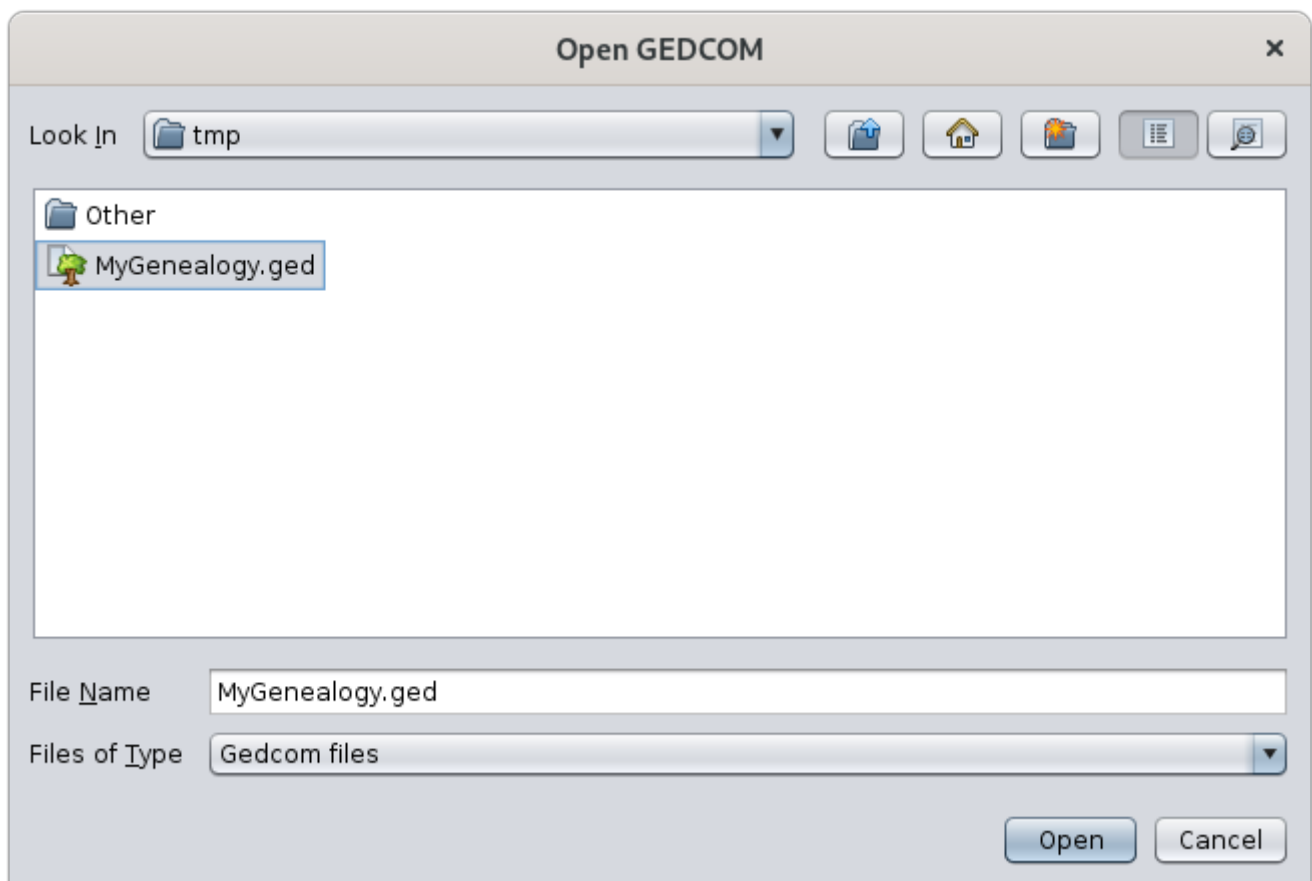 Open GEDCOM
Look In tmp
Other
MyGenealogy.ged
File Name MyGenealogy.ged
Files of Type Gedcom files
Open Cancel